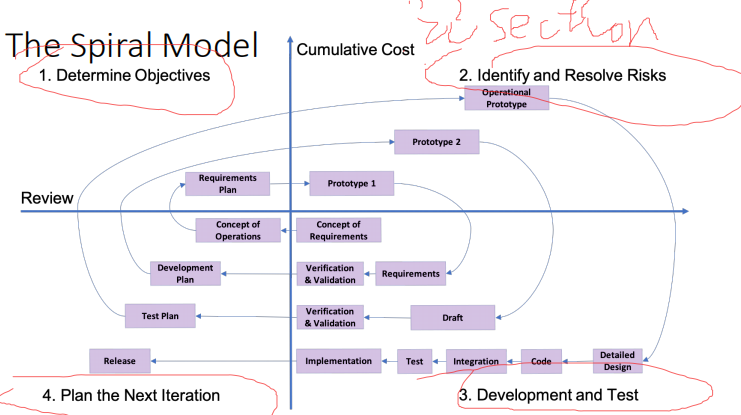 section
The Spiral Model
Cumulative Cost
1. Determine Objectives
2. Identify and Resolve Risks
Operational
Prototype
Prototype 2
Requirements
Plan
Prototype 1
Review
Concept of
Operations
Concept of
Requirements
Development
Plan
Verification
& Validation
Requirements
Test Plan
Verification
& Validation
Draft
Release
Implementation
Test
Integration
Code
Detailed
Design
4. Plan the Next Iteration
3. Development and Test